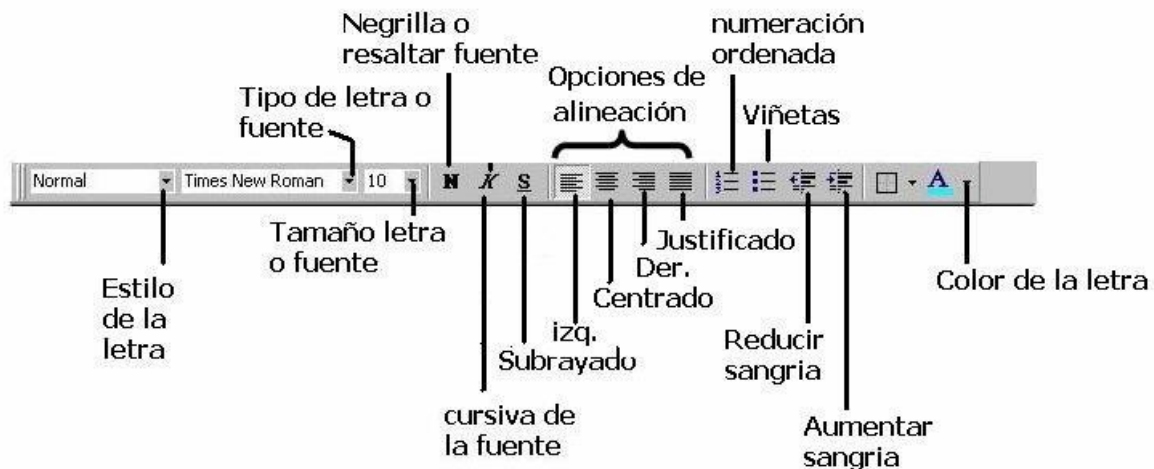 Negrilla o
resaltar fuente
numeración
ordenada
Opciones de
alineación
Tipo de letra o
fuente
Viñetas
Normal
Times New Roman
10
N K S
A
Tamaño letra
o fuente
Justificado
Der.
Centrado
izq.
Subrayado
Estilo
de la
letra
Color de la letra
Reducir
sangria
cursiva de
la fuente
Aumentar
sangria